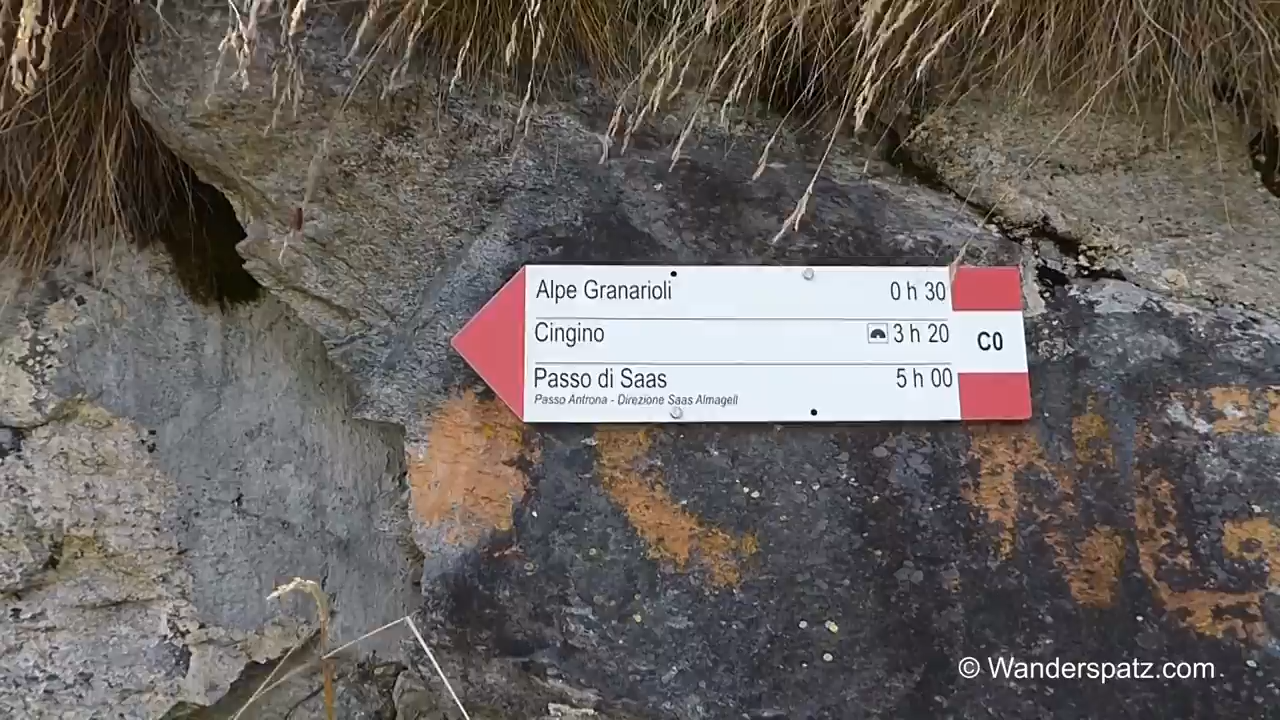 Alpe Granarioli 0 h 30
Cingino 3 h 20
C0
Passo di Saas 5 h 00
Passo Antrona - Direzione Saas Almagell
© Wanderspatz.com